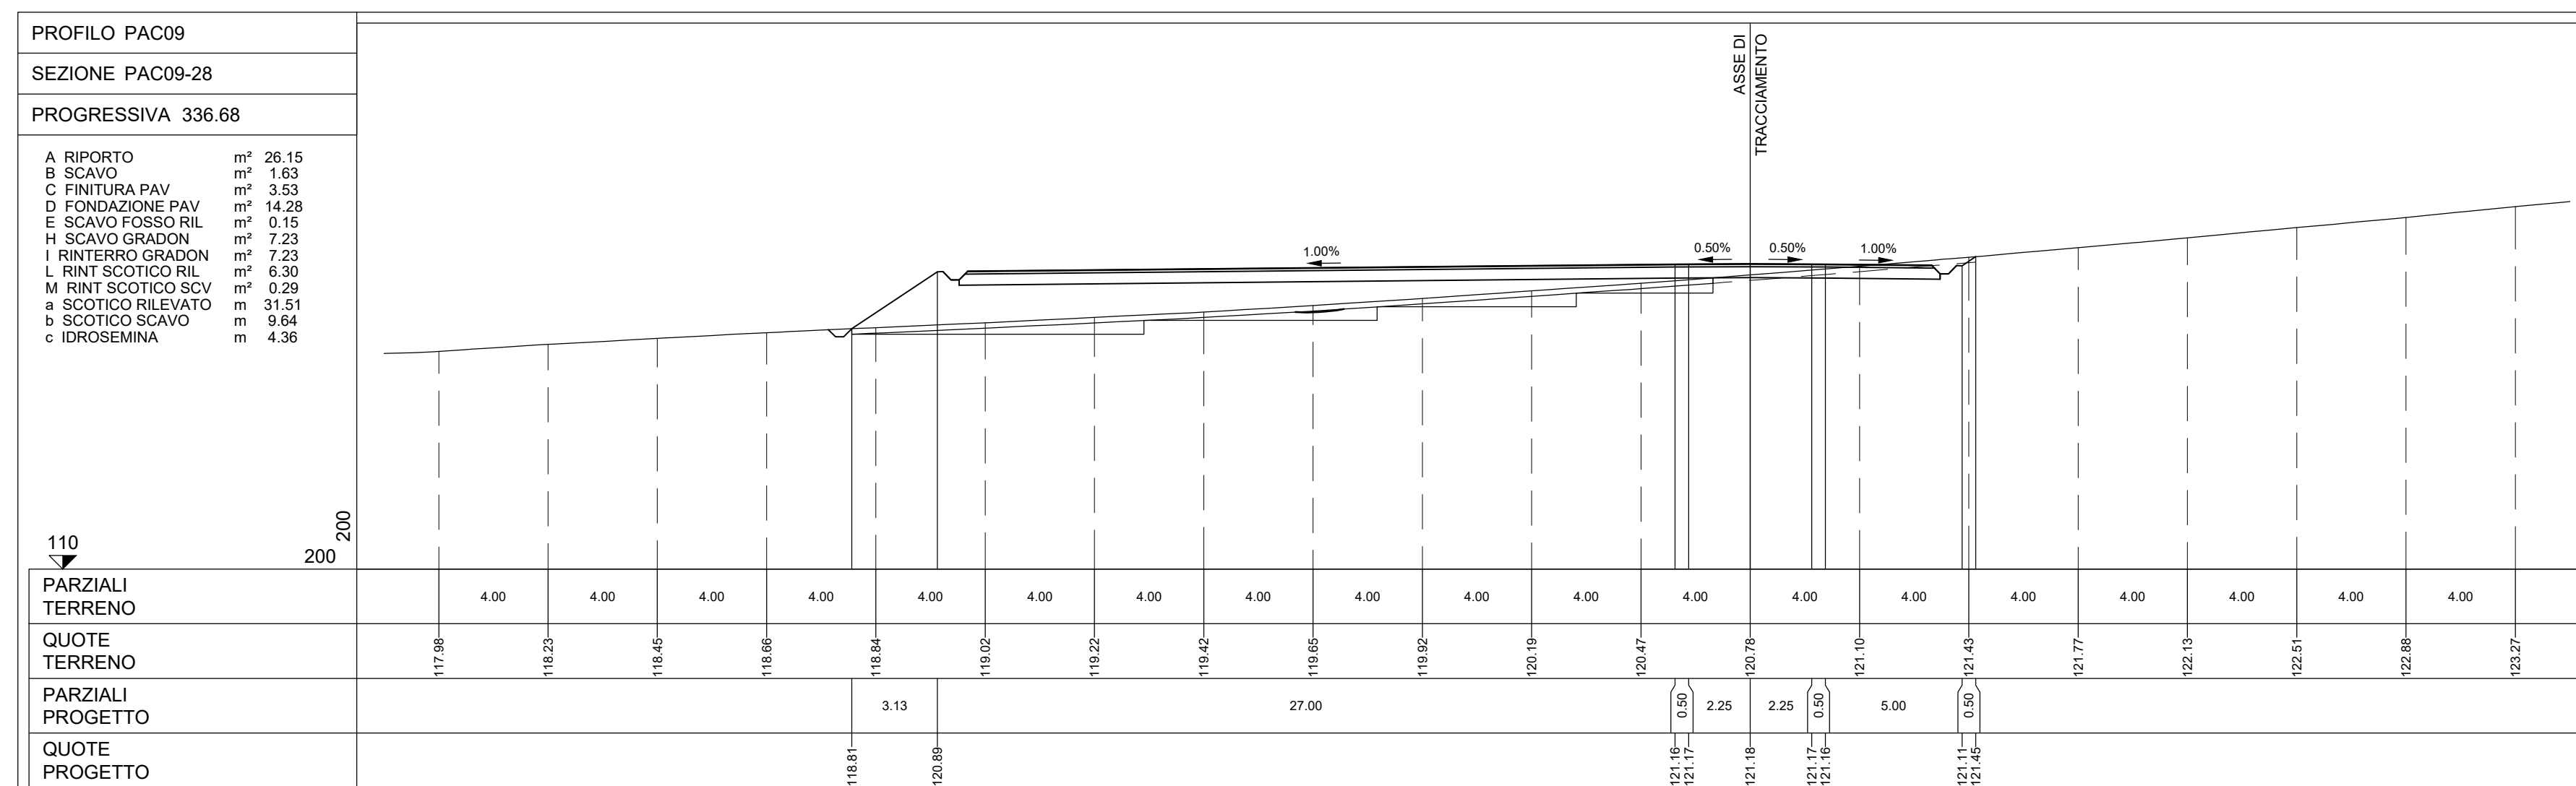 PROFILO PAC09
SEZIONE PAC09-28
PROGRESSIVA 336.68
A RIPORTO m² 26.15
B SCAVO m² 1.63
C FINITURA PAV m² 3.53
D FONDAZIONE PAV m² 14.28
E SCAVO FOSSO RIL m² 0.15
H SCAVO GRADON m² 7.23
I RINTERRO GRADON m² 7.23
L RINT SCOTICO RIL m² 6.30
M RINT SCOTICO SCV m² 0.29
a SCOTICO RILEVATO m 31.51
b SCOTICO SCAVO m 9.64
c IDROSEMINA m 4.36
ASSE DI
TRACCIAMENTO
1.00% 0.50% 0.50% 1.00%
110
200
200
PARZIALI
TERRENO
4.00 4.00 4.00 4.00 4.00 4.00 4.00 4.00 4.00 4.00 4.00 4.00 4.00 4.00 4.00 4.00 4.00 4.00 4.00
QUOTE
TERRENO
117.98 118.23 118.45 118.66 118.84 119.02 119.22 119.42 119.65 119.92 120.19 120.47 120.78 121.10 121.43 121.77 122.13 122.51 122.88 123.27
PARZIALI
PROGETTO
3.13 27.00 0.50 2.25 2.25 0.50 5.00 0.50
QUOTE
PROGETTO
118.81 120.89 121.16 121.17 121.18 121.17 121.16 121.11 121.45